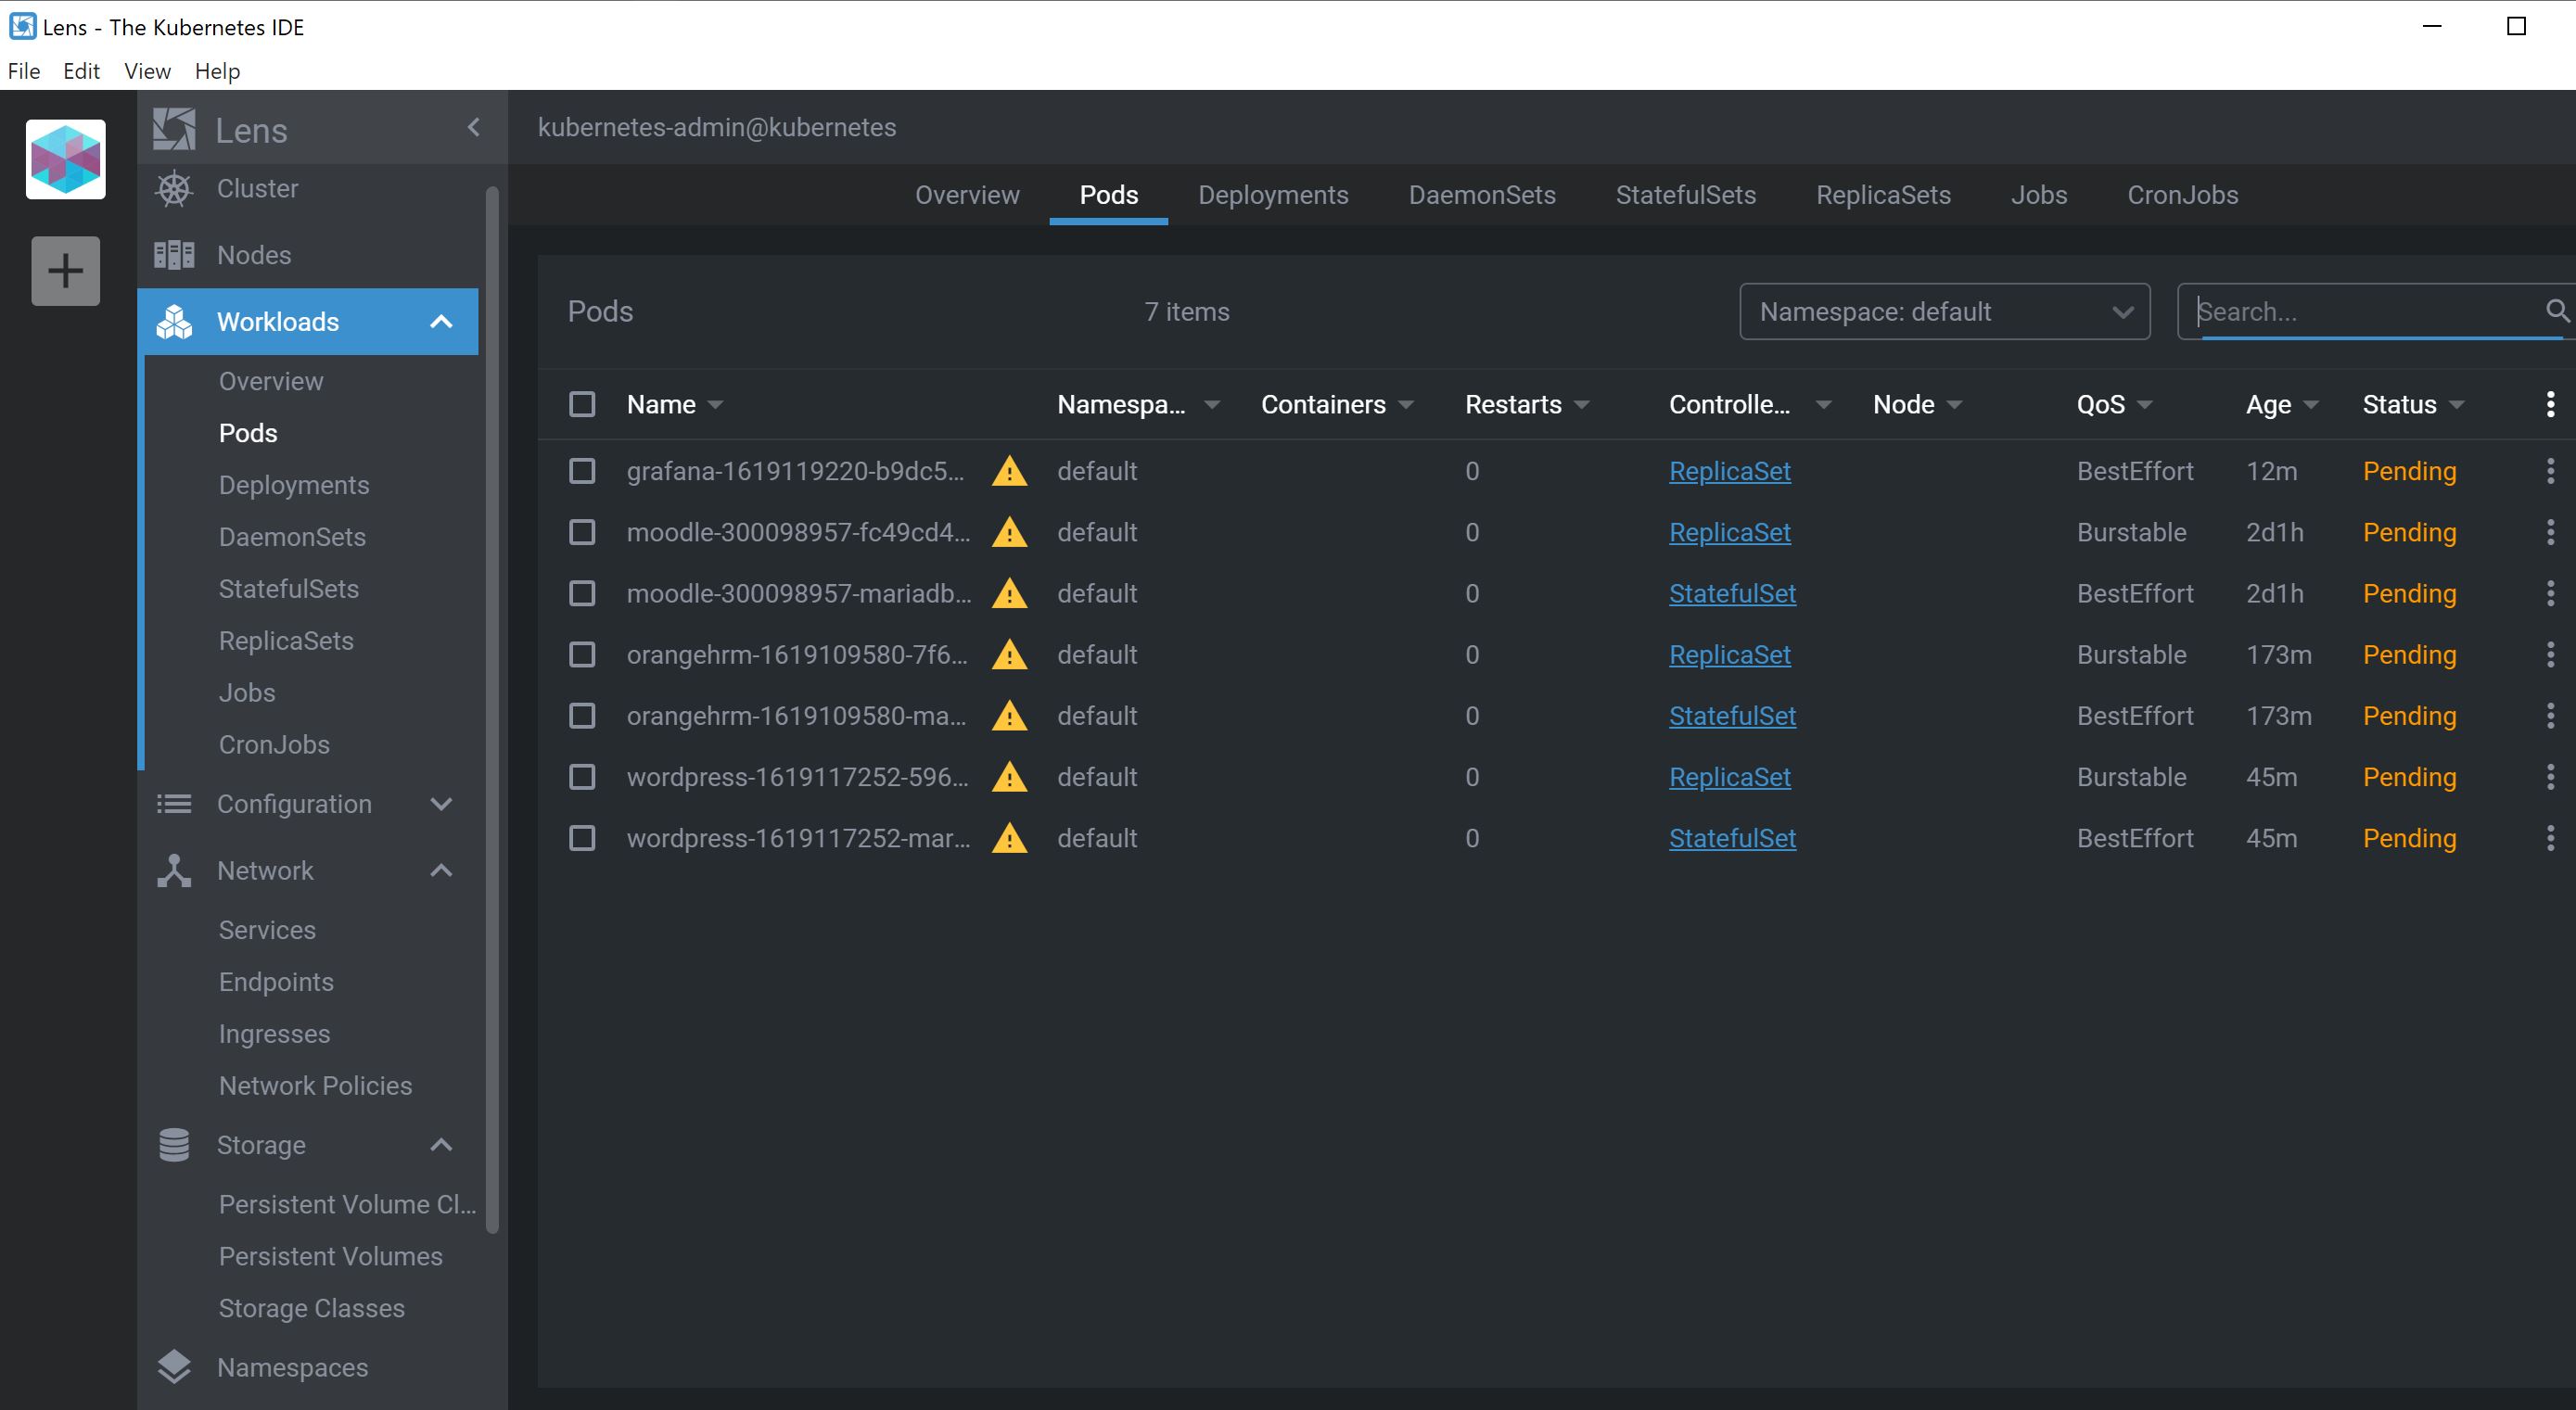 Lens - The Kubernetes IDE
File Edit View Help
Lens
kubernetes-admin@kubernetes
Cluster
Nodes
Workloads
Overview
Pods
Deployments
DaemonSets
StatefulSets
ReplicaSets
Jobs
CronJobs
Configuration
Network
Services
Endpoints
Ingresses
Network Policies
Storage
Persistent Volume Cl...
Persistent Volumes
Storage Classes
Namespaces
Overview Pods Deployments DaemonSets StatefulSets ReplicaSets Jobs CronJobs
Pods 7 items Namespace: default Search...
Name Namespa... Containers Restarts Controlle... Node QoS Age Status
grafana-1619119220-b9dc5... default 0 ReplicaSet BestEffort 12m Pending
moodle-300098957-fc49cd4... default 0 ReplicaSet Burstable 2d1h Pending
moodle-300098957-mariadb... default 0 StatefulSet BestEffort 2d1h Pending
orangehrm-1619109580-7f6... default 0 ReplicaSet Burstable 173m Pending
orangehrm-1619109580-ma... default 0 StatefulSet BestEffort 173m Pending
wordpress-1619117252-596... default 0 ReplicaSet Burstable 45m Pending
wordpress-1619117252-mar... default 0 StatefulSet BestEffort 45m Pending